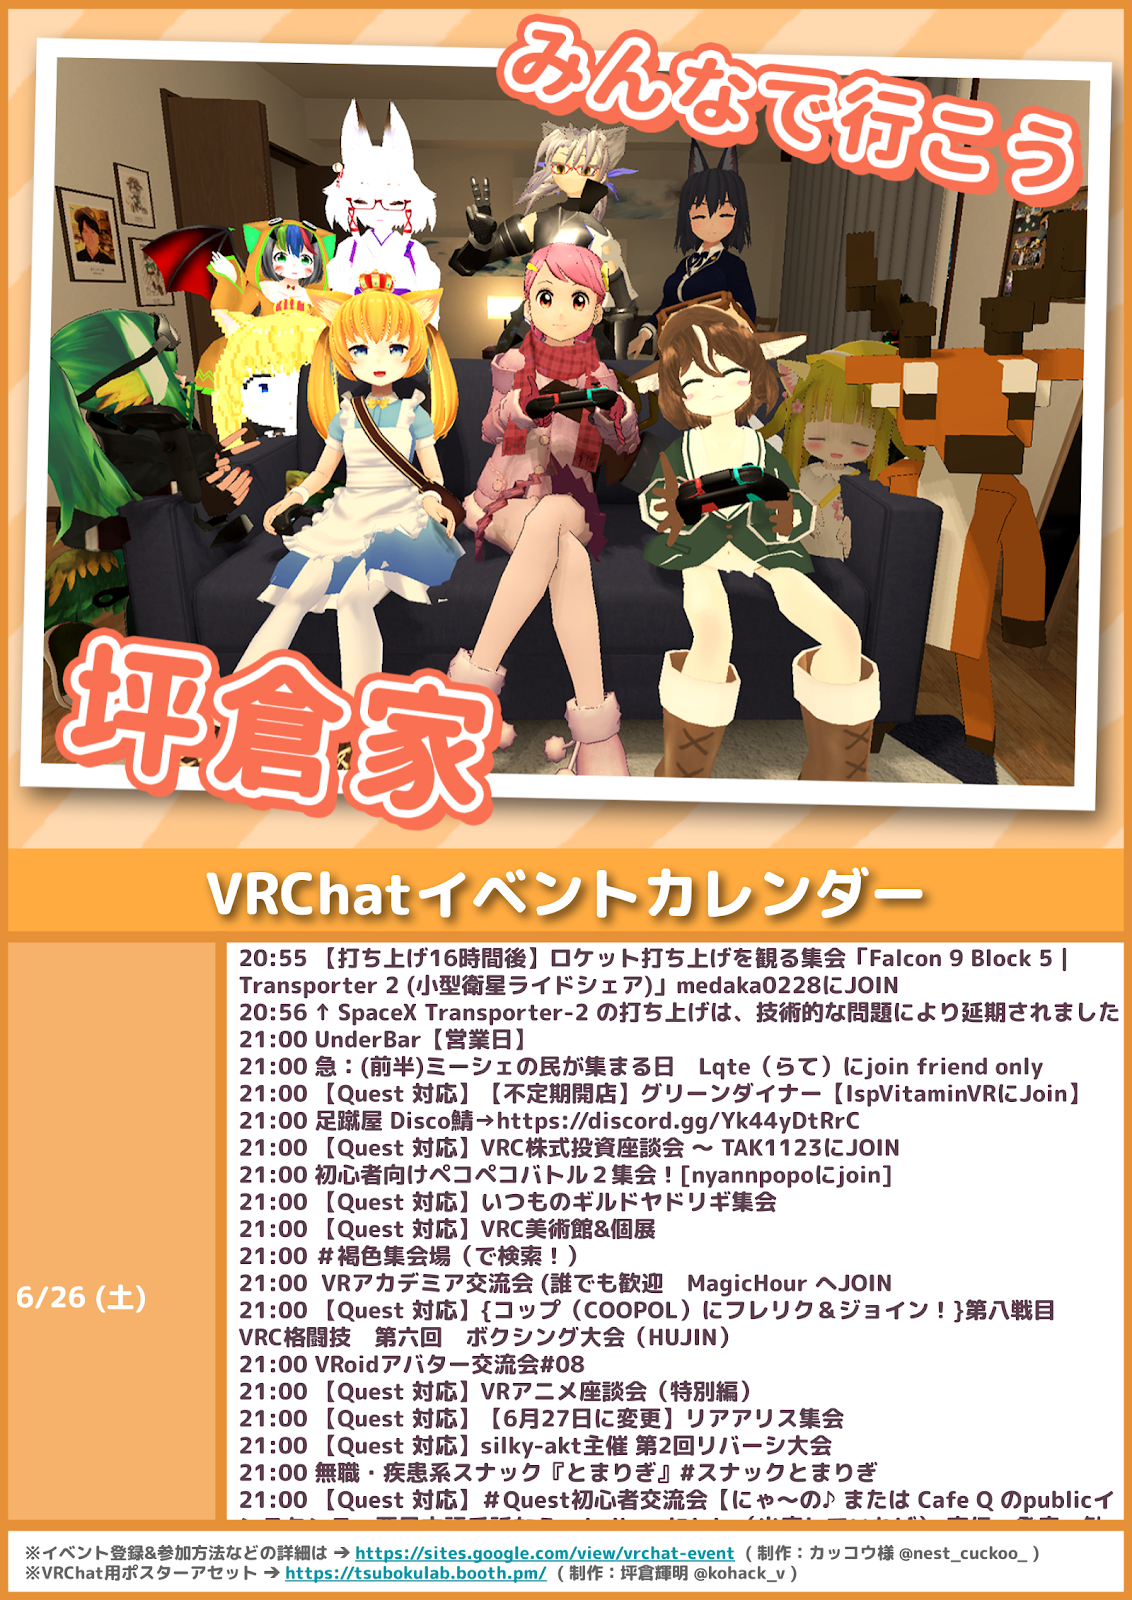 みんなで行こう
坪倉家
VRChatイベントカレンダー
6/26 (土)
20:55 【打ち上げ16時間後】ロケット打ち上げを観る集会「Falcon 9 Block 5 |
Transporter 2 (小型衛星ライドシェア)」medaka0228にJOIN
20:56 ↑ SpaceX Transporter-2 の打ち上げは、技術的な問題により延期されました
21:00 UnderBar【営業日】
21:00 急：(前半)ミーシェの民が集まる日　Lqte（らて）にjoin friend only
21:00 【Quest 対応】【不定期開店】グリーンダイナー【IspVitaminVRにJoin】
21:00 足蹴屋 Disco鯖→https://discord.gg/Yk44yDtRrC
21:00 【Quest 対応】VRC株式投資座談会 ～ TAK1123にJOIN
21:00 初心者向けペコペコバトル２集会！[nyannpopoにjoin]
21:00 【Quest 対応】いつものギルドヤドリギ集会
21:00 【Quest 対応】VRC美術館&個展
21:00 ＃褐色集会場（で検索！）
21:00 VRアカデミア交流会 (誰でも歓迎　MagicHour へJOIN
21:00 【Quest 対応】{コップ（COOPOL）にフレリク＆ジョイン！}第八戦目
VRC格闘技　第六回　ボクシング大会（HUJIN）
21:00 VRoidアバター交流会#08
21:00 【Quest 対応】VRアニメ座談会（特別編）
21:00 【Quest 対応】【6月27日に変更】リアアリス集会
21:00 【Quest 対応】silky-akt主催 第2回リバーシ大会
21:00 無職・疾患系スナック『とまりぎ』#スナックとまりぎ
21:00 【Quest 対応】＃Quest初心者交流会【にゃ～の♪ または Cafe Q のpublicイ
※イベント登録&参加方法などの詳細は ➔ https://sites.google.com/view/vrchat-event （制作：カッコウ様 @nest_cuckoo_）
※VRChat用ポスターアセット ➔ https://tsubokulab.booth.pm/ （制作：坪倉輝明 @kohack_v）